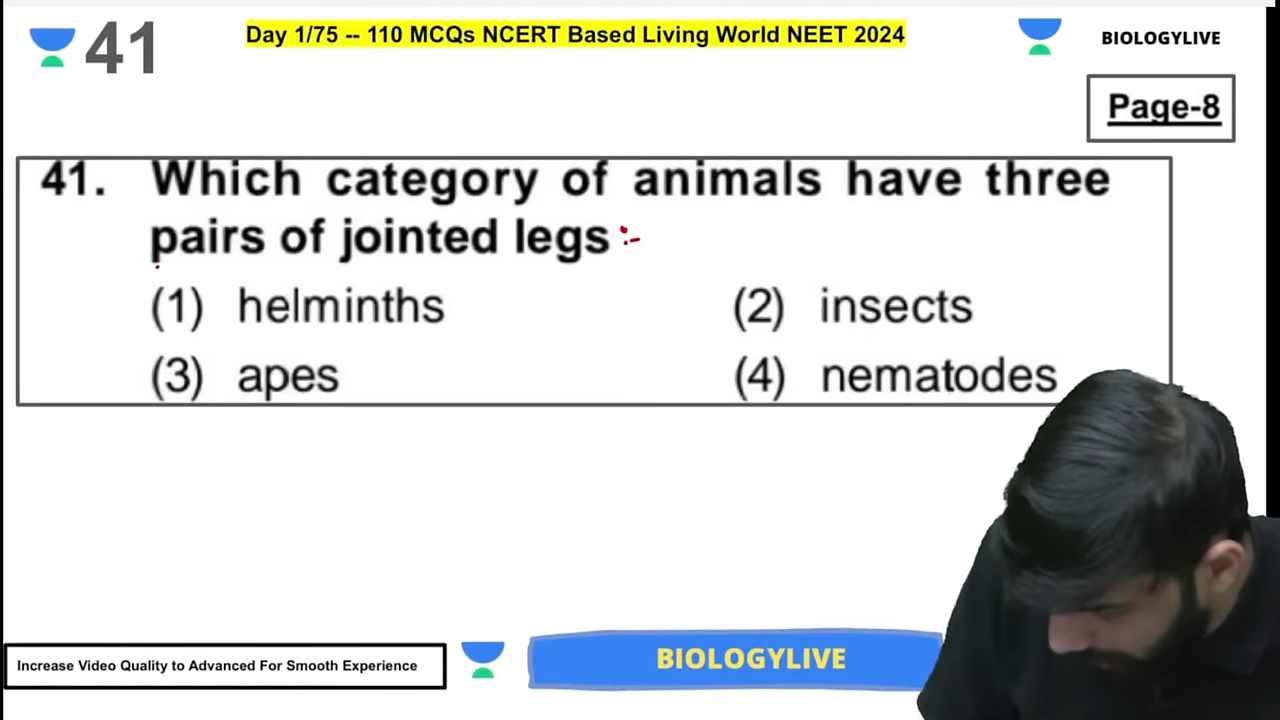 41
Day 1/75 -- 110 MCQs NCERT Based Living World NEET 2024
BIOLOGYLIVE
Page-8
41. Which category of animals have three
pairs of jointed legs :-
(1) helminths (2) insects
(3) apes (4) nematodes
Increase Video Quality to Advanced For Smooth Experience
BIOLOGYLIVE